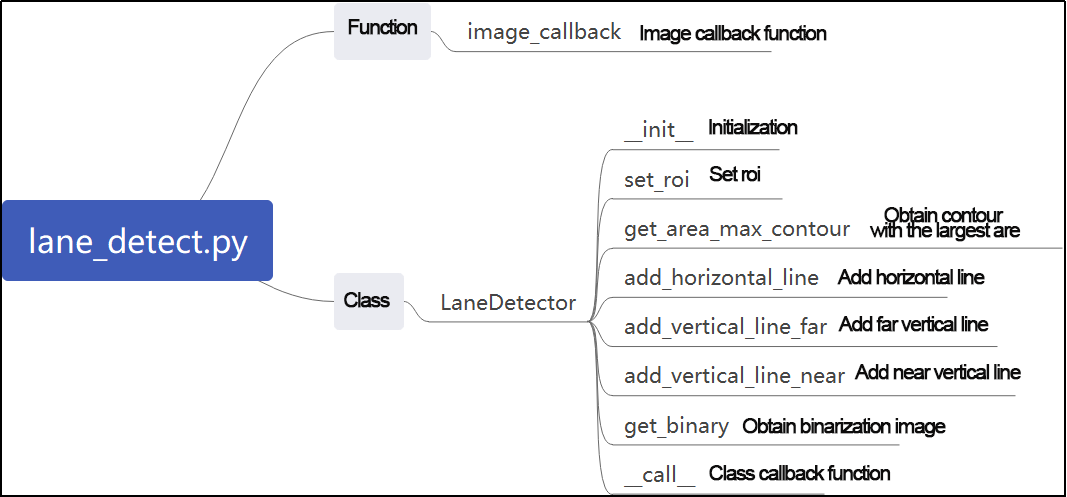 Function
image_callback Image callback function
lane_detect.py
Class
LaneDetector
__init__ Initialization
set_roi Set roi
get_area_max_contour Obtain contour
with the largest are
add_horizontal_line Add horizontal line
add_vertical_line_far Add far vertical line
add_vertical_line_near Add near vertical line
get_binary Obtain binarization image
__call__ Class callback function